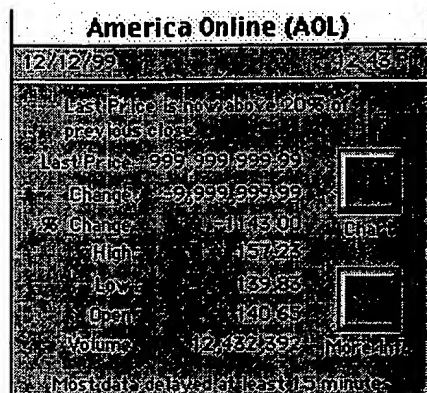 America Online (AOL)
12/12/99
Last Price is now above 20% of
previous close
Last Price 999,999,999.99
Change -9,999,999.99
% Change
High 157.25
Low 139.83
Open 140.65
Volume 12,432,392
Chart
More Info
Most data delayed at least 15 minutes